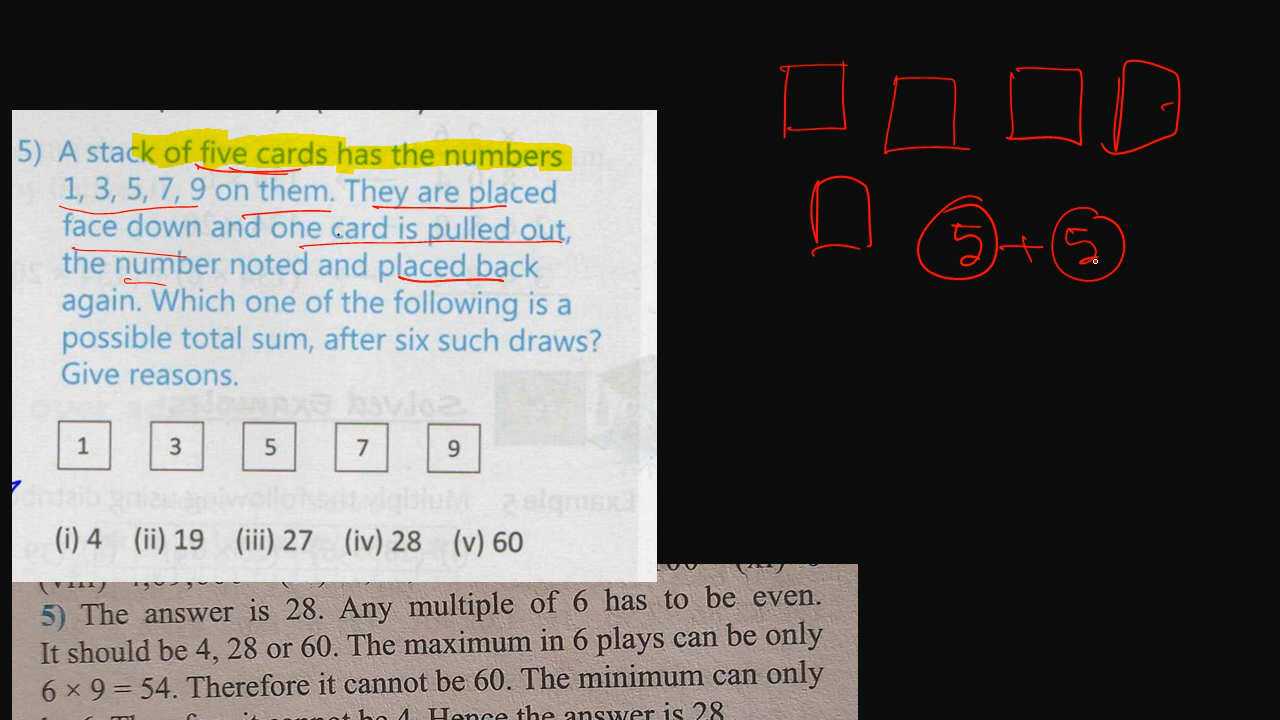 5) A stack of five cards has the numbers
1, 3, 5, 7, 9 on them. They are placed
face down and one card is pulled out,
the number noted and placed back
again. Which one of the following is a
possible total sum, after six such draws?
Give reasons.
1 3 5 7 9
(i) 4 (ii) 19 (iii) 27 (iv) 28 (v) 60
5 + 5
5) The answer is 28. Any multiple of 6 has to be even.
It should be 4, 28 or 60. The maximum in 6 plays can be only
6 × 9 = 54. Therefore it cannot be 60. The minimum can only
Hence the answer is 28